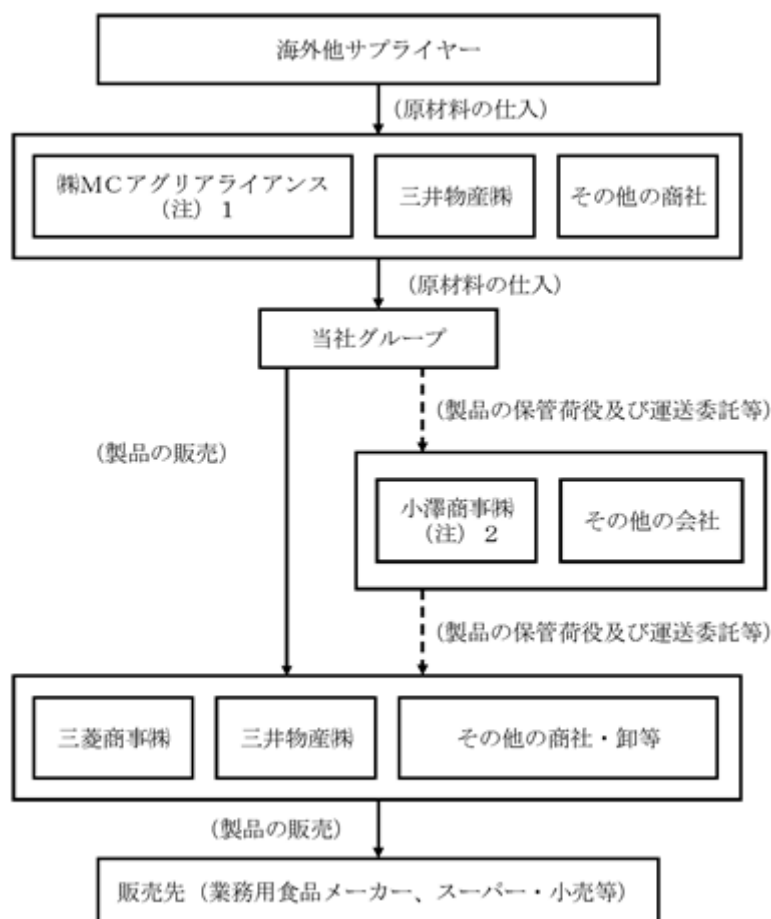 海外他サプライヤー
(原材料の仕入)
㈱MCアグリアライアンス
(注) 1
三井物産㈱
その他の商社
(原材料の仕入)
当社グループ
(製品の保管荷役及び運送委託等)
(製品の販売)
小澤商事㈱
(注) 2
その他の会社
(製品の保管荷役及び運送委託等)
三菱商事㈱
三井物産㈱
その他の商社・卸等
(製品の販売)
販売先 (業務用食品メーカー、スーパー・小売等)